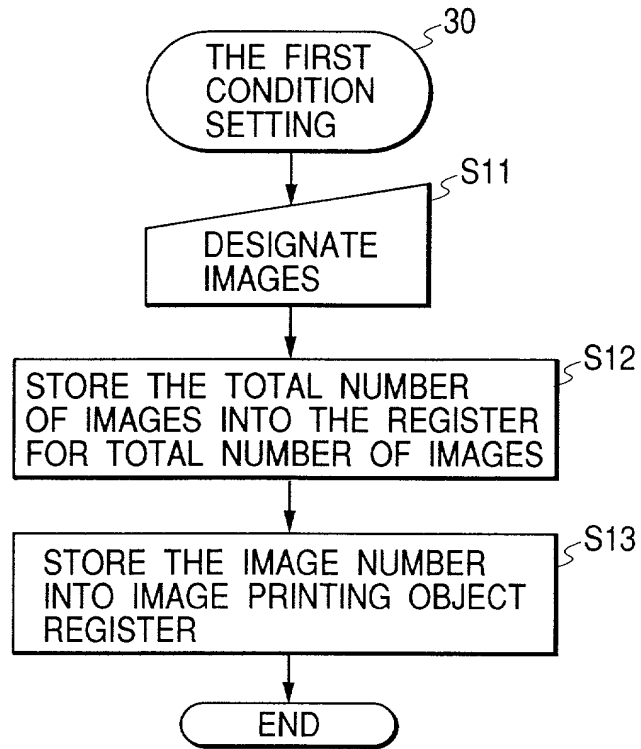 30
THE FIRST
CONDITION
SETTING
S11
DESIGNATE
IMAGES
S12
STORE THE TOTAL NUMBER
OF IMAGES INTO THE REGISTER
FOR TOTAL NUMBER OF IMAGES
S13
STORE THE IMAGE NUMBER
INTO IMAGE PRINTING OBJECT
REGISTER
END